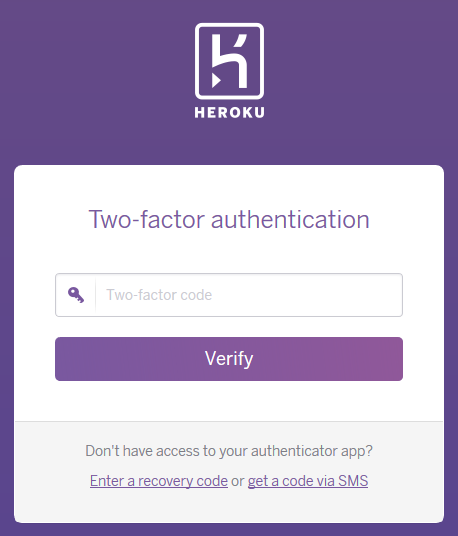 HEROKU
Two-factor authentication
Two-factor code
Verify
Don't have access to your authenticator app?
Enter a recovery code or get a code via SMS